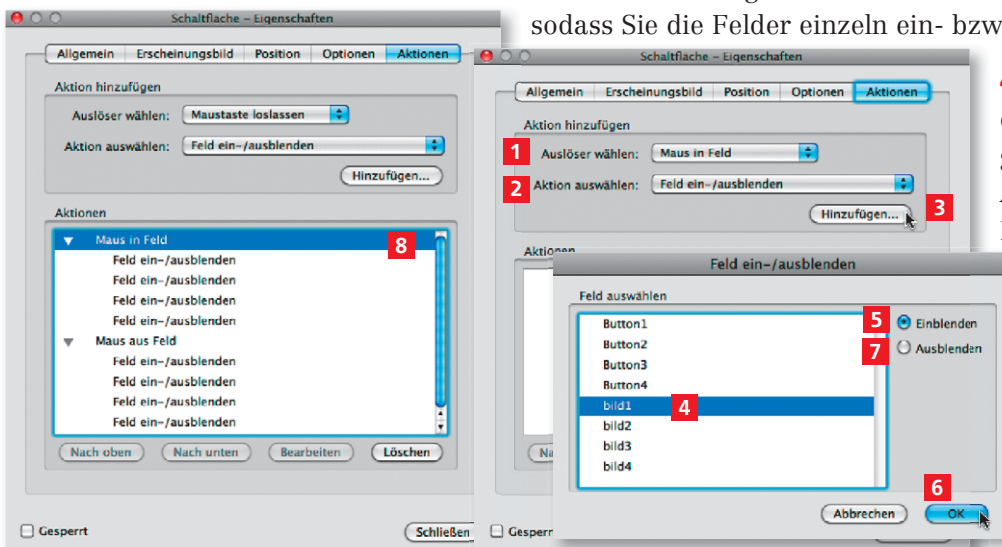 sodass Sie die Felder einzeln ein- bzw
Schaltfläche – Eigenschaften
Allgemein Erscheinungsbild Position Optionen Aktionen
Aktion hinzufügen
Auslöser wählen: Maustaste loslassen
Aktion auswählen: Feld ein-/ausblenden
Hinzufügen...
Aktionen
Maus in Feld 8
Feld ein-/ausblenden
Feld ein-/ausblenden
Feld ein-/ausblenden
Feld ein-/ausblenden
Maus aus Feld
Feld ein-/ausblenden
Feld ein-/ausblenden
Feld ein-/ausblenden
Feld ein-/ausblenden
Nach oben Nach unten Bearbeiten Löschen
Gesperrt Schließen
Schaltfläche – Eigenschaften
Allgemein Erscheinungsbild Position Optionen Aktionen
Aktion hinzufügen
1 Auslöser wählen: Maus in Feld
2 Aktion auswählen: Feld ein-/ausblenden
Hinzufügen... 3
Aktionen
Feld ein-/ausblenden
Feld auswählen
Button1 5 Einblenden
Button2 7 Ausblenden
Button3
Button4
bild1 4
bild2
bild3
bild4
6
Abbrechen OK